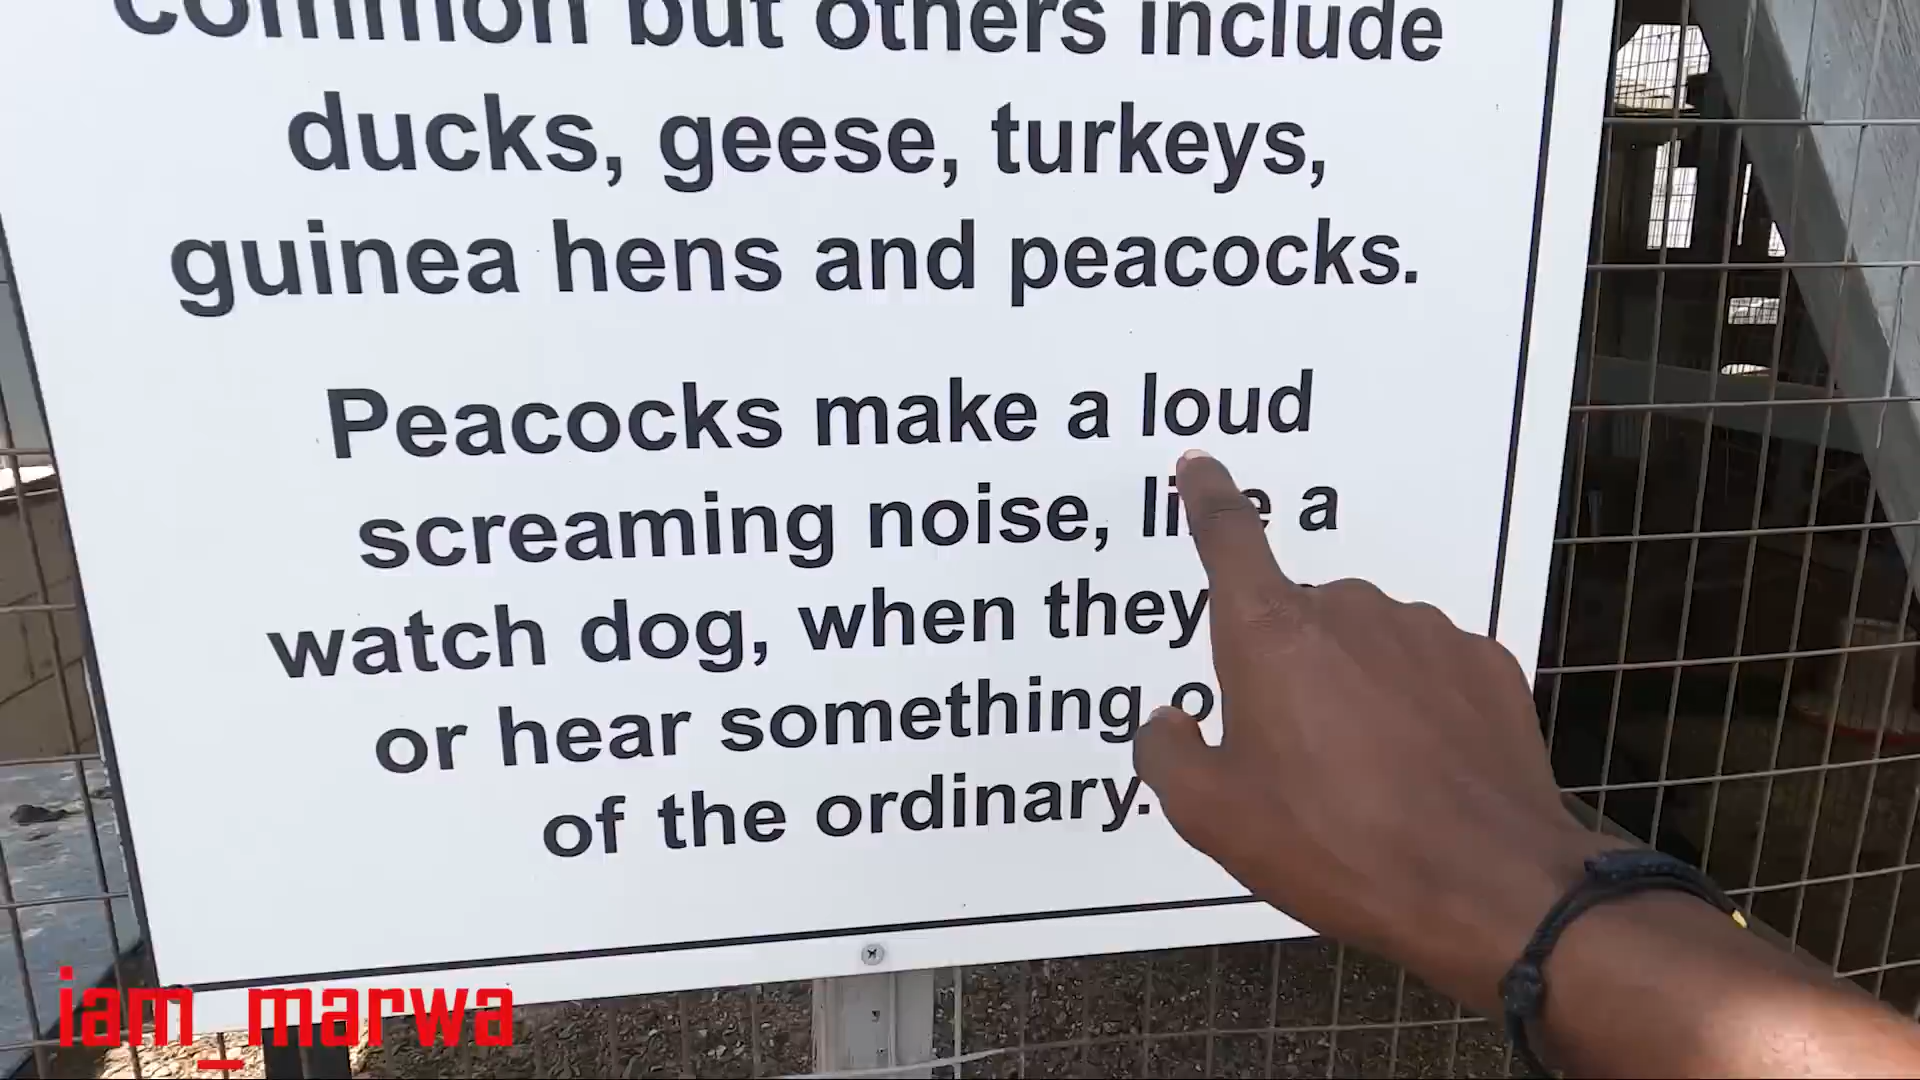 common but others include
ducks, geese, turkeys,
guinea hens and peacocks.
Peacocks make a loud
screaming noise, a
watch dog, when they
or hear something
of the ordinary.
iam_marwa